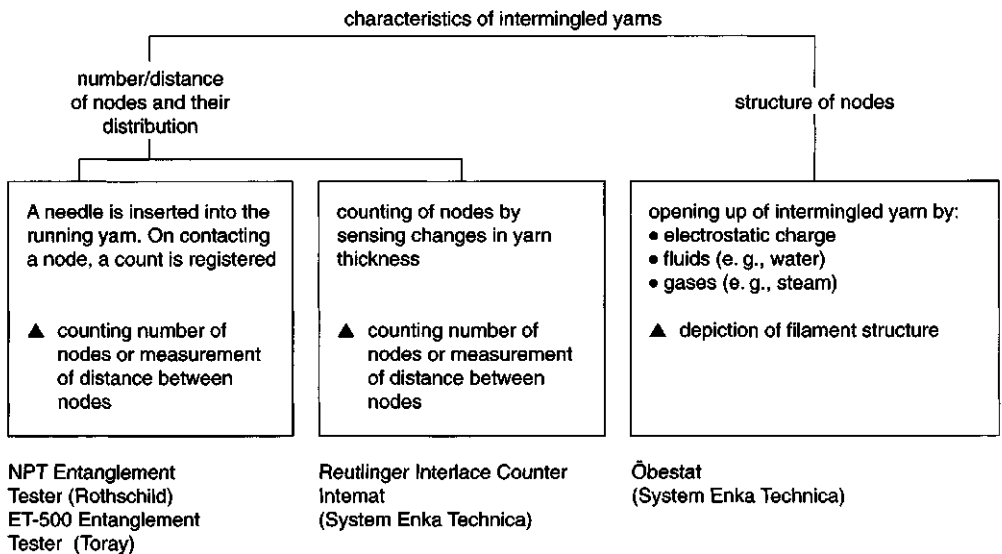 characteristics of intermingled yarns
number/distance
of nodes and their
distribution
structure of nodes
A needle is inserted into the
running yarn. On contacting
a node, a count is registered
▲ counting number of
nodes or measurement
of distance between
nodes
counting of nodes by
sensing changes in yarn
thickness
▲ counting number of
nodes or measurement
of distance between
nodes
opening up of intermingled yarn by:
• electrostatic charge
• fluids (e. g., water)
• gases (e. g., steam)
▲ depiction of filament structure
NPT Entanglement
Tester (Rothschild)
ET-500 Entanglement
Tester (Toray)
Reutlinger Interlace Counter
Internat
(System Enka Technica)
Öbestat
(System Enka Technica)